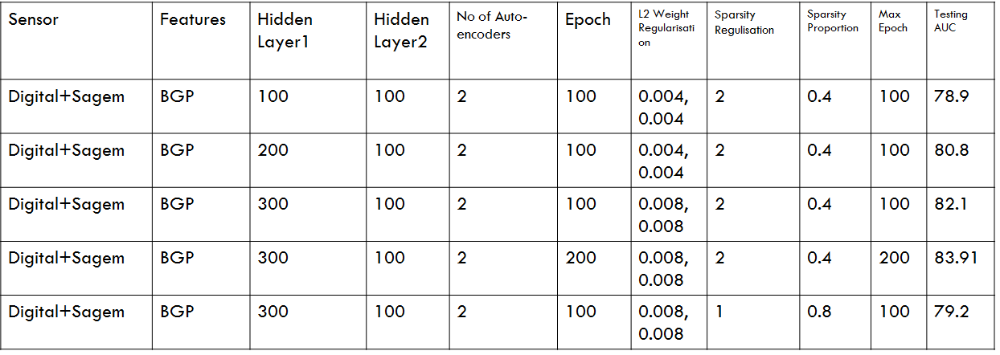 Sensor Features Hidden Layer1 Hidden Layer2 No of Auto-encoders Epoch L2 Weight Regularisati on Sparsity Regulisation Sparsity Proportion Max Epoch Testing AUC
Digital+Sagem BGP 100 100 2 100 0.004, 0.004 2 0.4 100 78.9
Digital+Sagem BGP 200 100 2 100 0.004, 0.004 2 0.4 100 80.8
Digital+Sagem BGP 300 100 2 100 0.008, 0.008 2 0.4 100 82.1
Digital+Sagem BGP 300 100 2 200 0.008, 0.008 2 0.4 200 83.91
Digital+Sagem BGP 300 100 2 100 0.008, 0.008 1 0.8 100 79.2